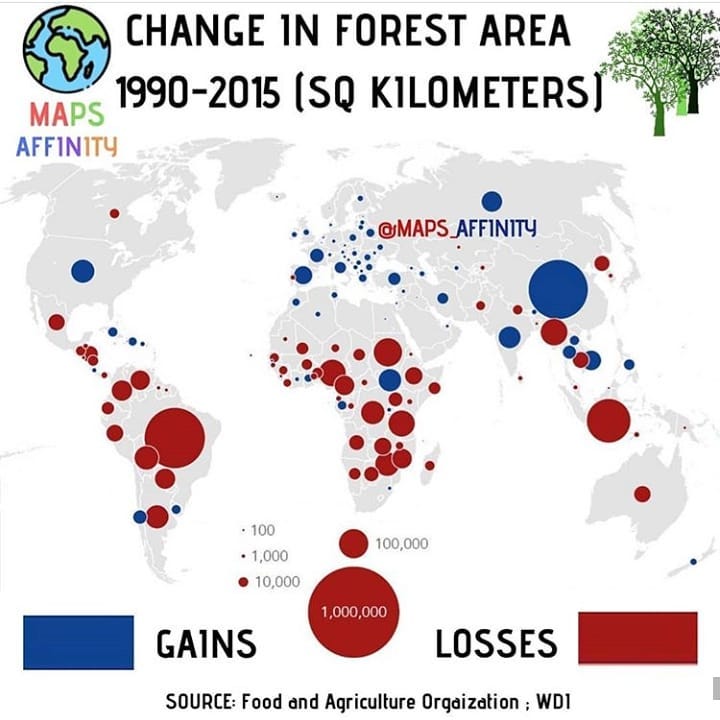 CHANGE IN FOREST AREA
1990-2015 (SQ KILOMETERS)
MAPS
AFFINITY
@MAPS_AFFINITY
100
1,000
10,000
100,000
1,000,000
GAINS
LOSSES
SOURCE: Food and Agriculture Orgaization ; WDI